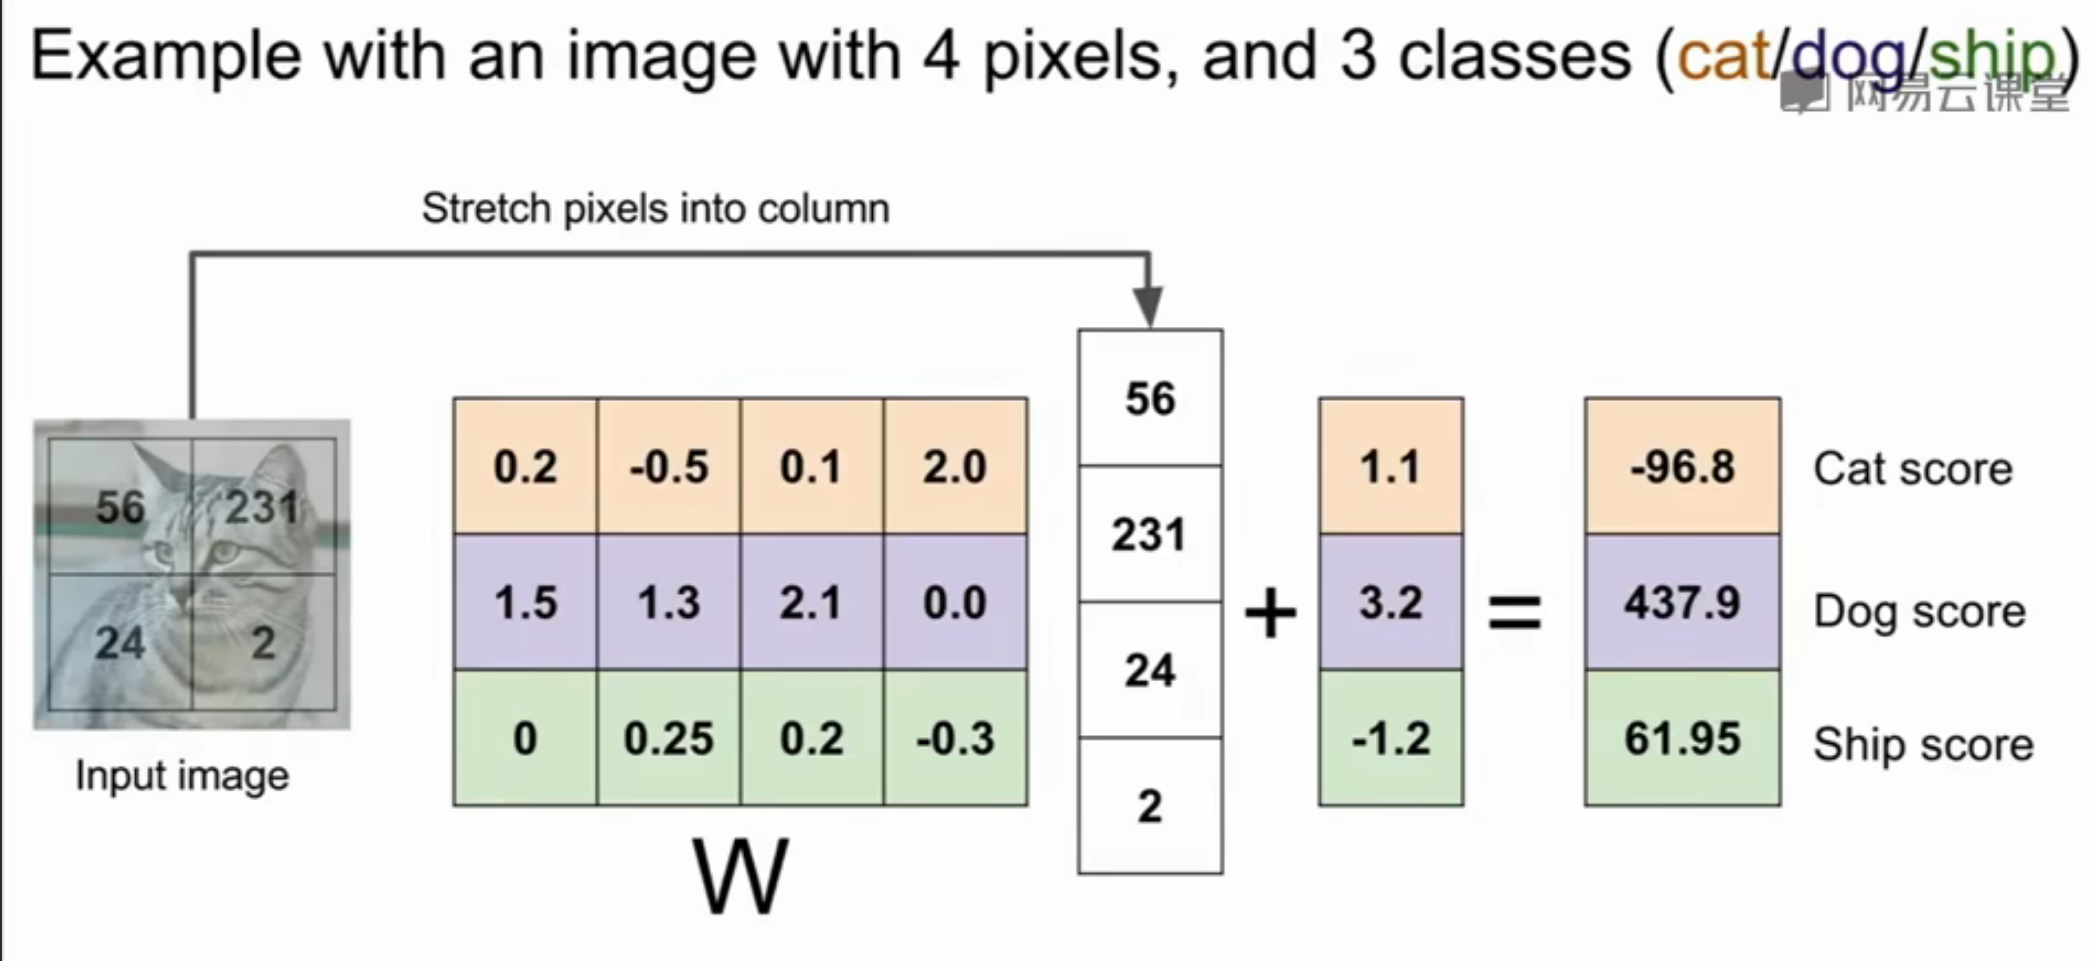 Example with an image with 4 pixels, and 3 classes (cat/dog/ship)
网易云课堂
Stretch pixels into column
56 231
24 2
Input image
0.2 -0.5 0.1 2.0
1.5 1.3 2.1 0.0
0 0.25 0.2 -0.3
W
56
231
24
2
+
1.1
3.2
-1.2
=
-96.8 Cat score
437.9 Dog score
61.95 Ship score